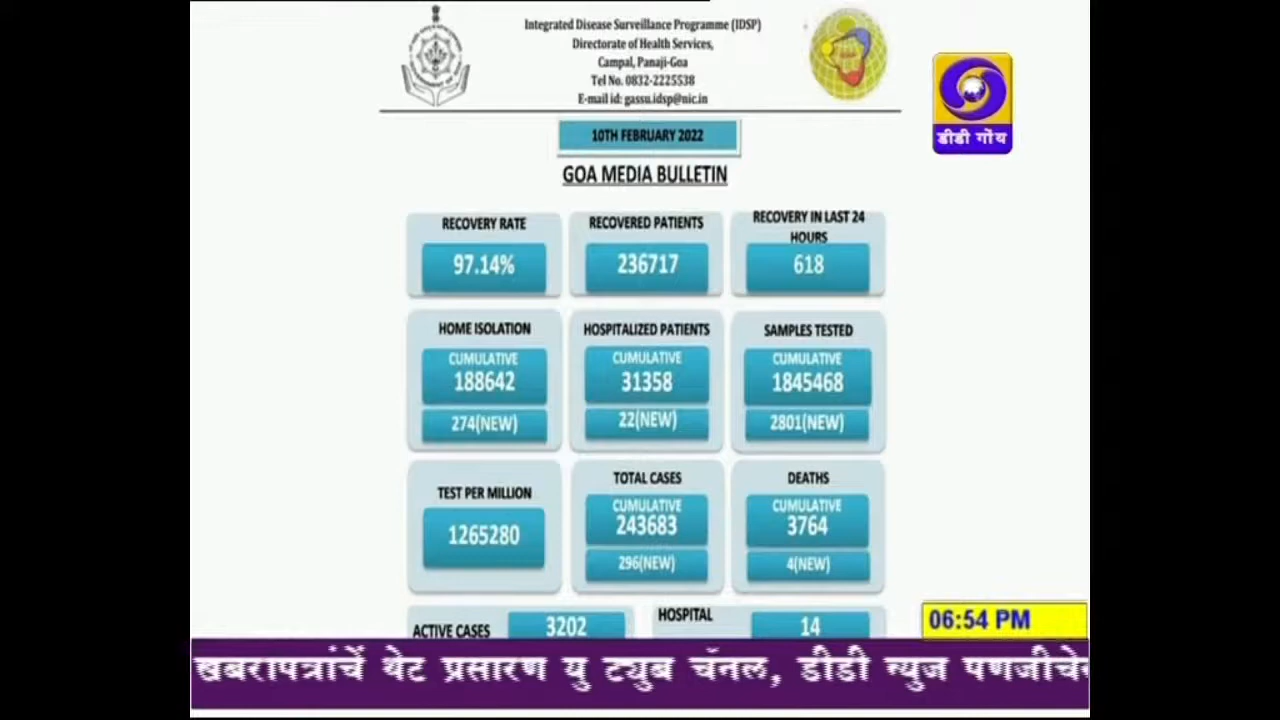 Integrated Disease Surveillance Programme (IDSP)
Directorate of Health Services,
Campal, Panaji-Goa
Tel No. 0832-2225538
E-mail id: gassu.idsp@nic.in
डीडी गोंय
10TH FEBRUARY 2022
GOA MEDIA BULLETIN
RECOVERY RATE
97.14%
RECOVERED PATIENTS
236717
RECOVERY IN LAST 24
HOURS
618
HOME ISOLATION
CUMULATIVE
188642
274(NEW)
HOSPITALIZED PATIENTS
CUMULATIVE
31358
22(NEW)
SAMPLES TESTED
CUMULATIVE
1845468
2801(NEW)
TEST PER MILLION
1265280
TOTAL CASES
CUMULATIVE
243683
296(NEW)
DEATHS
CUMULATIVE
3764
4(NEW)
ACTIVE CASES
3202
HOSPITAL
14
06:54 PM
खबरापत्रांचें थेट प्रसारण यु ट्युब चॅनल, डीडी न्युज पणजीचे